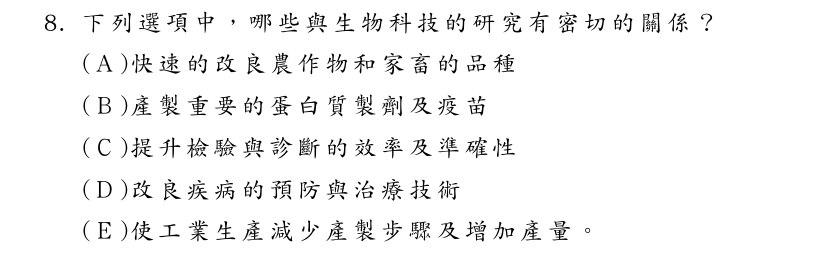 8. 下列選項中，哪些與生物科技的研究有密切的關係？
(A)快速的改良農作物和家畜的品種
(B)產製重要的蛋白質製劑及疫苗
(C)提升檢驗與診斷的效率及準確性
(D)改良疾病的預防與治療技術
(E)使工業生產減少產製步驟及增加產量。